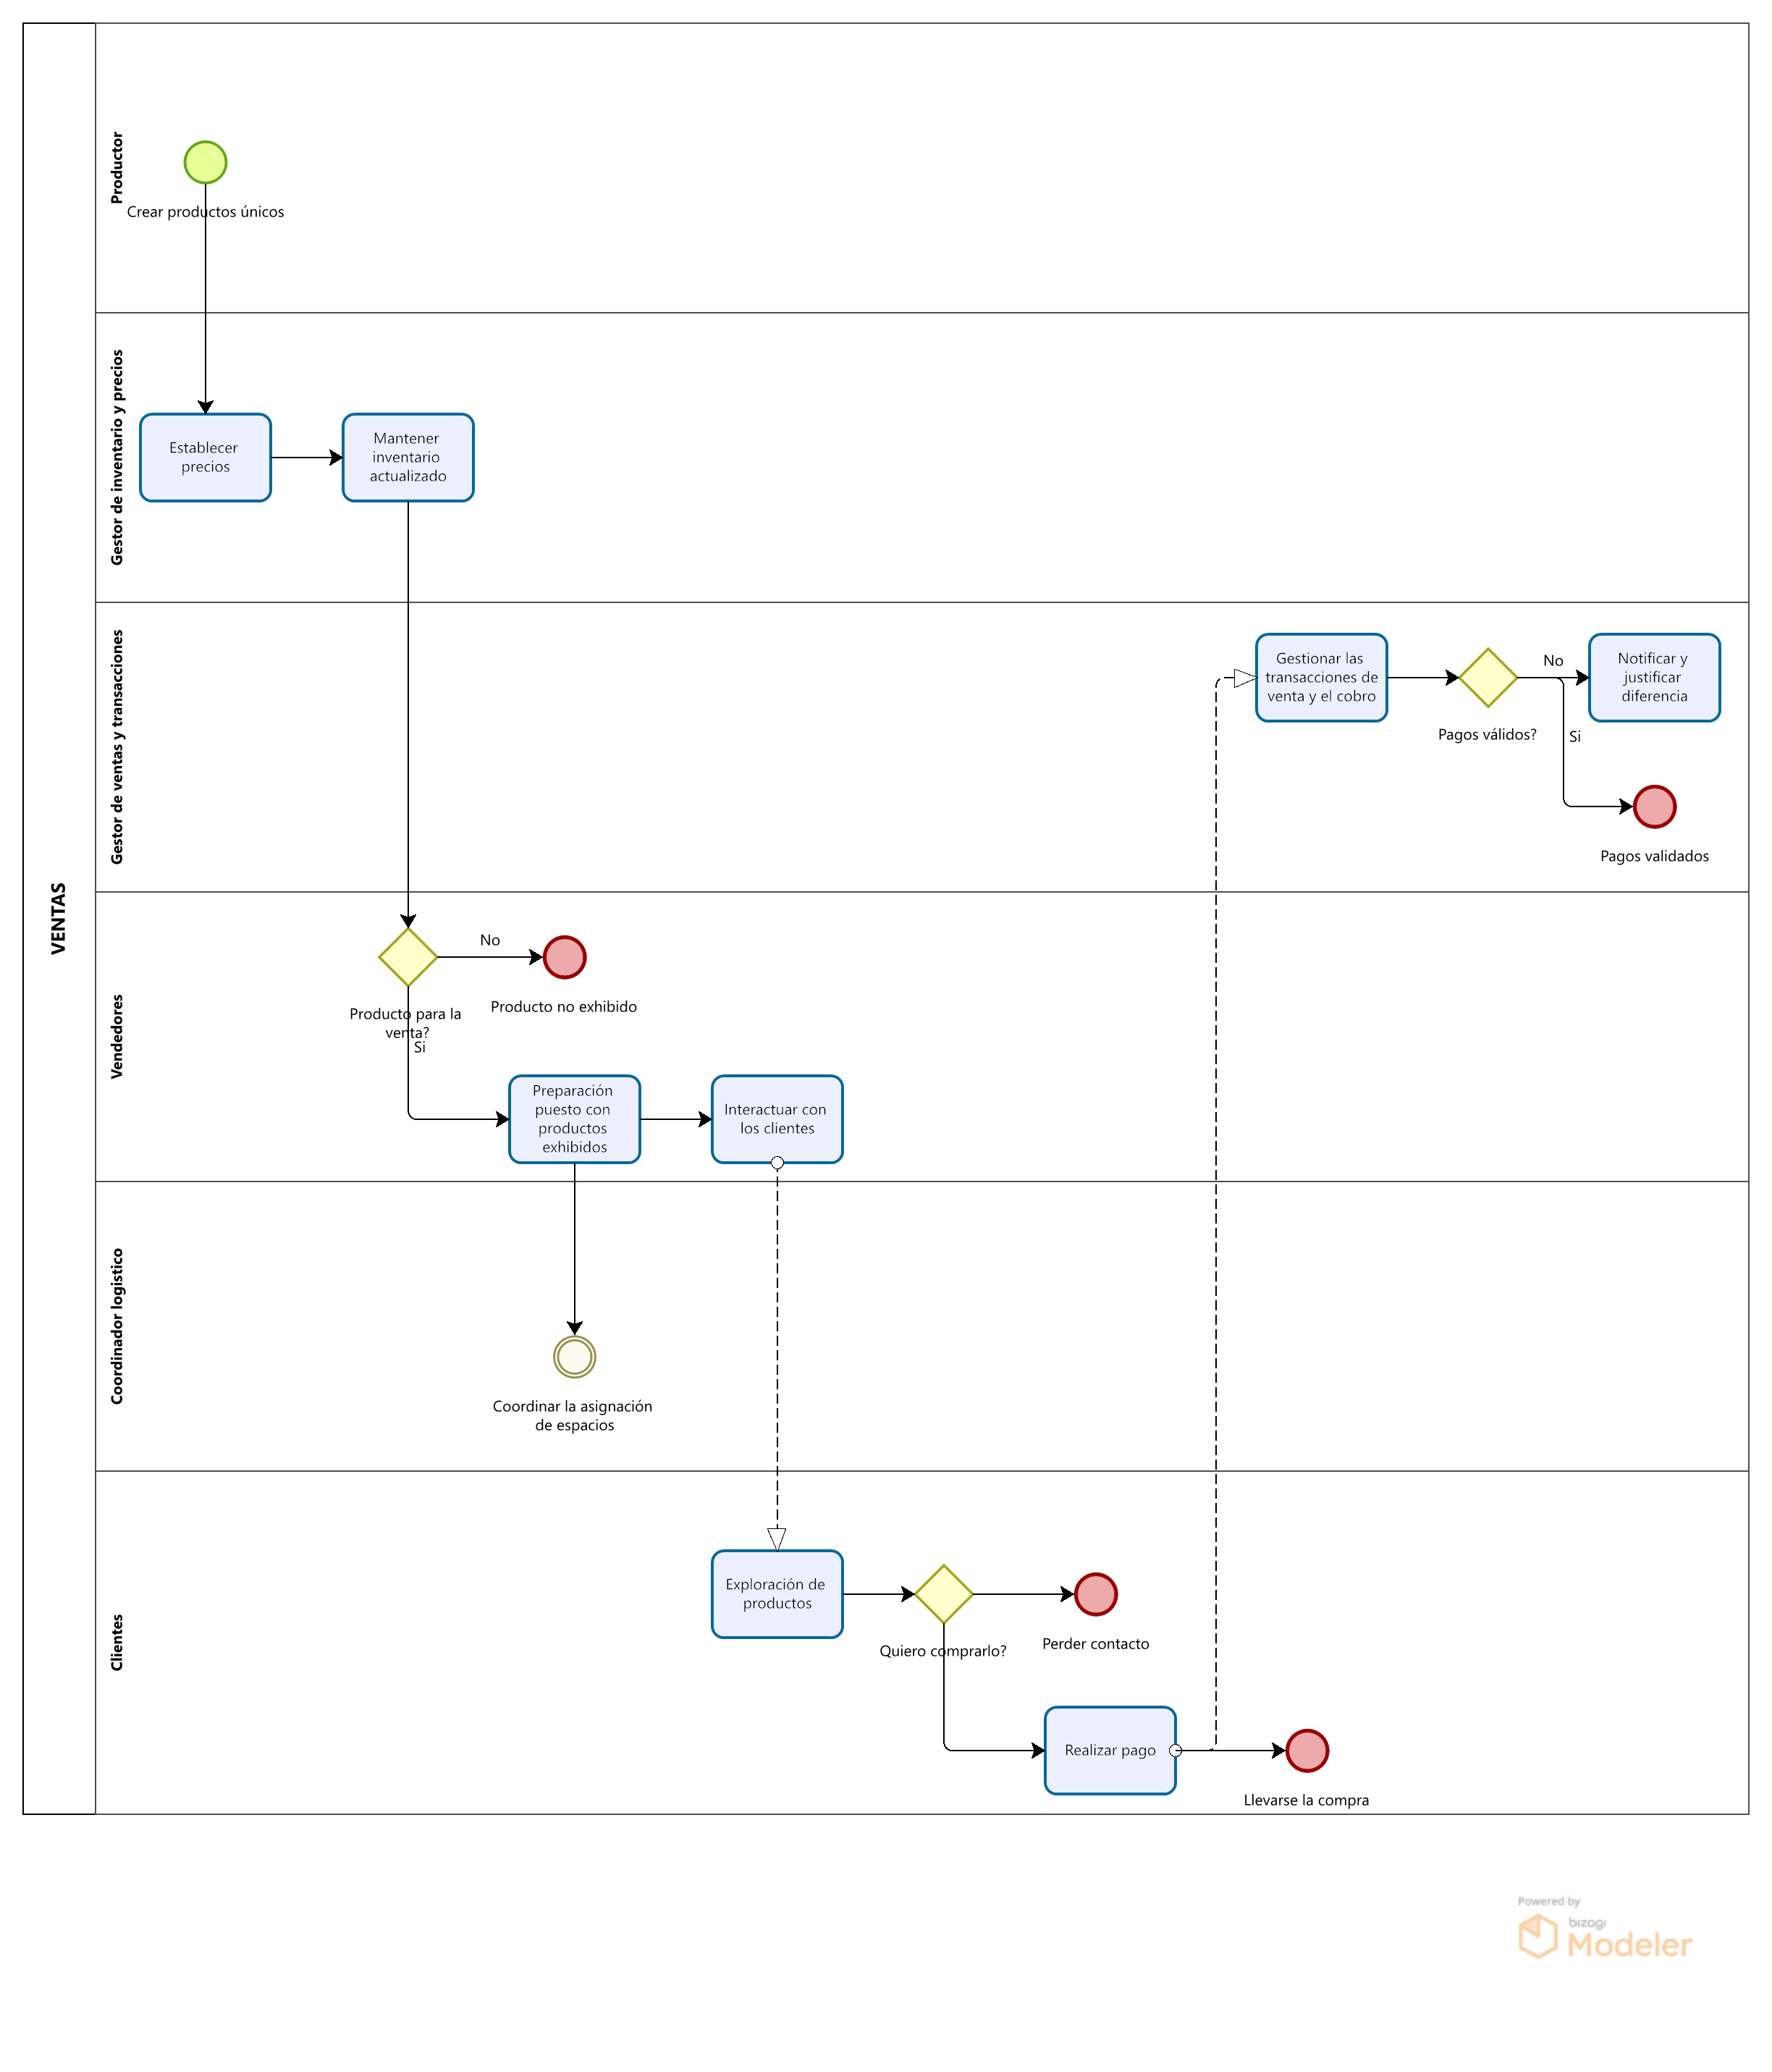 VENTAS
Productor
Crear productos únicos
Gestor de inventario y precios
Establecer
precios
Mantener
inventario
actualizado
Gestor de ventas y transacciones
Gestionar las
transacciones de
venta y el cobro
Pagos válidos?
No
Si
Notificar y
justificar
diferencia
Pagos validados
Vendedores
Producto para la
venta?
No
Si
Producto no exhibido
Preparación
puesto con
productos
exhibidos
Interactuar con
los clientes
Coordinador logistico
Coordinar la asignación
de espacios
Clientes
Exploración de
productos
Quiero comprarlo?
Perder contacto
Realizar pago
Llevarse la compra
Powered by
bizagi
Modeler